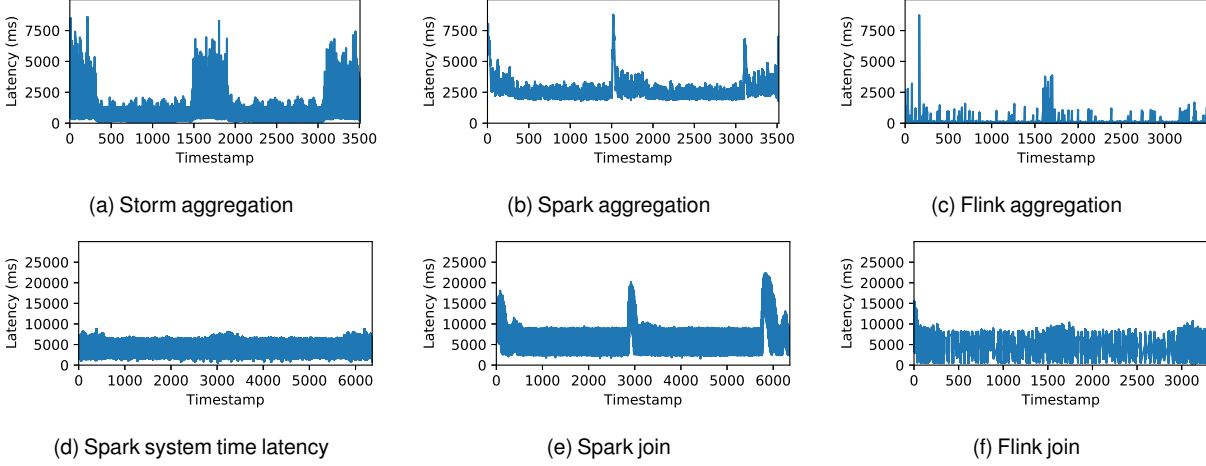 7500
5000
2500
0
Latency (ms)
0 500 1000 1500 2000 2500 3000 3500
Timestamp
(a) Storm aggregation
7500
5000
2500
0
Latency (ms)
0 500 1000 1500 2000 2500 3000 3500
Timestamp
(b) Spark aggregation
7500
5000
2500
0
Latency (ms)
0 500 1000 1500 2000 2500 3000
Timestamp
(c) Flink aggregation
25000
20000
15000
10000
5000
0
Latency (ms)
0 1000 2000 3000 4000 5000 6000
Timestamp
(d) Spark system time latency
25000
20000
15000
10000
5000
0
Latency (ms)
0 1000 2000 3000 4000 5000 6000
Timestamp
(e) Spark join
25000
20000
15000
10000
5000
0
Latency (ms)
0 500 1000 1500 2000 2500 3000
Timestamp
(f) Flink join